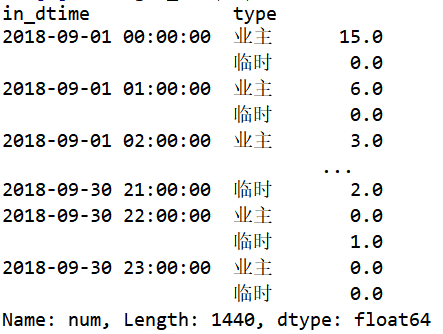 in_dtime type
2018-09-01 00:00:00 业主 15.0
临时 0.0
2018-09-01 01:00:00 业主 6.0
临时 0.0
2018-09-01 02:00:00 业主 3.0
...
2018-09-30 21:00:00 临时 2.0
2018-09-30 22:00:00 业主 0.0
临时 1.0
2018-09-30 23:00:00 业主 0.0
临时 0.0
Name: num, Length: 1440, dtype: float64